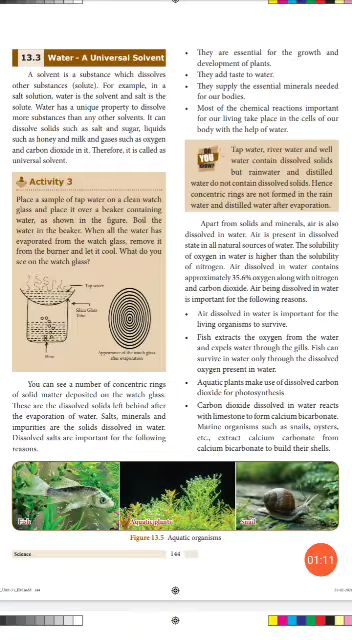 13.3 Water - A Universal Solvent
A solvent is a substance which dissolves
other substances (solute). For example, in a
salt solution, water is the solvent and salt is the
solute. Water has a unique property to dissolve
more substances than any other solvents. It can
dissolve solids such as salt and sugar, liquids
such as honey and milk and gases such as oxygen
and carbon dioxide in it. Therefore, it is called as
universal solvent.
Activity 3
Place a sample of tap water on a clean watch
glass and place it over a beaker containing
water, as shown in the figure. Boil the
water in the beaker. When all the water has
evaporated from the watch glass, remove it
from the burner and let it cool. What do you
see on the watch glass?
Tap water
Appearance of the watch glass
after evaporation
You can see a number of concentric rings
of solid matter deposited on the watch glass.
These are the dissolved solids left behind after
the evaporation of water. Salts, minerals and
impurities are the solids dissolved in water.
Dissolved salts are important for the following
reasons.
• They are essential for the growth and
development of plants.
• They add taste to water.
• They supply the essential minerals needed
for our bodies.
• Most of the chemical reactions important
for our living take place in the cells of our
body with the help of water.
DO
YOU
KNOW?
Tap water, river water and well
water contain dissolved solids
but rainwater and distilled
water do not contain dissolved solids. Hence
concentric rings are not formed in the rain
water and distilled water after evaporation.
Apart from solids and minerals, air is also
dissolved in water. Air is present in dissolved
state in all natural sources of water. The solubility
of oxygen in water is higher than the solubility
of nitrogen. Air dissolved in water contains
approximately 35.6% oxygen along with nitrogen
and carbon dioxide. Air being dissolved in water
is important for the following reasons.
• Air dissolved in water is important for the
living organisms to survive.
• Fish extracts the oxygen from the water
and expels water through the gills. Fish can
survive in water only through the dissolved
oxygen present in water.
• Aquatic plants make use of dissolved carbon
dioxide for photosynthesis
• Carbon dioxide dissolved in water reacts
with limestone to form calcium bicarbonate.
Marine organisms such as snails, oysters,
etc., extract calcium carbonate from
calcium bicarbonate to build their shells.
Fish
Aquatic plants
Snail
Figure 13.5 Aquatic organisms
Science
144
01:11